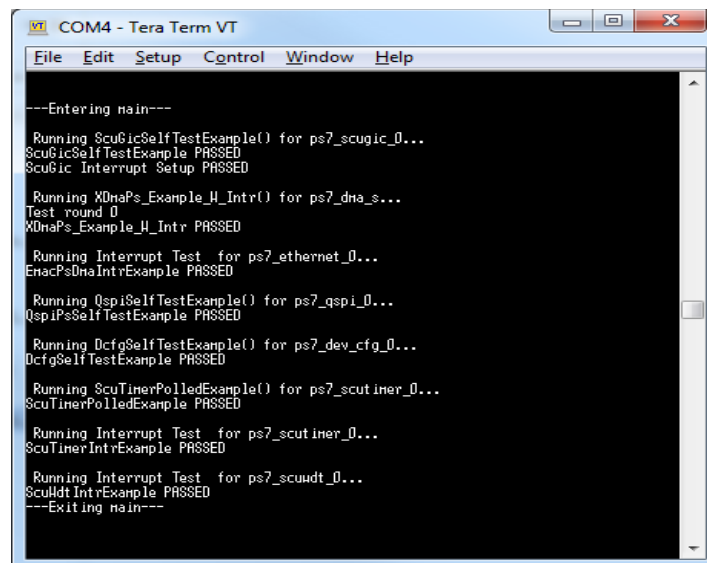 COM4 - Tera Term VT
File Edit Setup Control Window Help
---Entering main---
Running ScuGicSelfTestExample() for ps7_scugic_0...
ScuGicSelfTestExample PASSED
ScuGic Interrupt Setup PASSED
Running XDmaPs_Example_W_Intr() for ps7_dma_s...
Test round 0
XDmaPs_Example_W_Intr PASSED
Running Interrupt Test  for ps7_ethernet_0...
EmacPsDmaIntrExample PASSED
Running QspiSelfTestExample() for ps7_qspi_0...
QspiPsSelfTestExample PASSED
Running DcfgSelfTestExample() for ps7_dev_cfg_0...
DcfgSelfTestExample PASSED
Running ScuTimerPolledExample() for ps7_scutimer_0...
ScuTimerPolledExample PASSED
Running Interrupt Test  for ps7_scutimer_0...
ScuTimerIntrExample PASSED
Running Interrupt Test  for ps7_scuwdt_0...
ScuWdtIntrExample PASSED
---Exiting main---